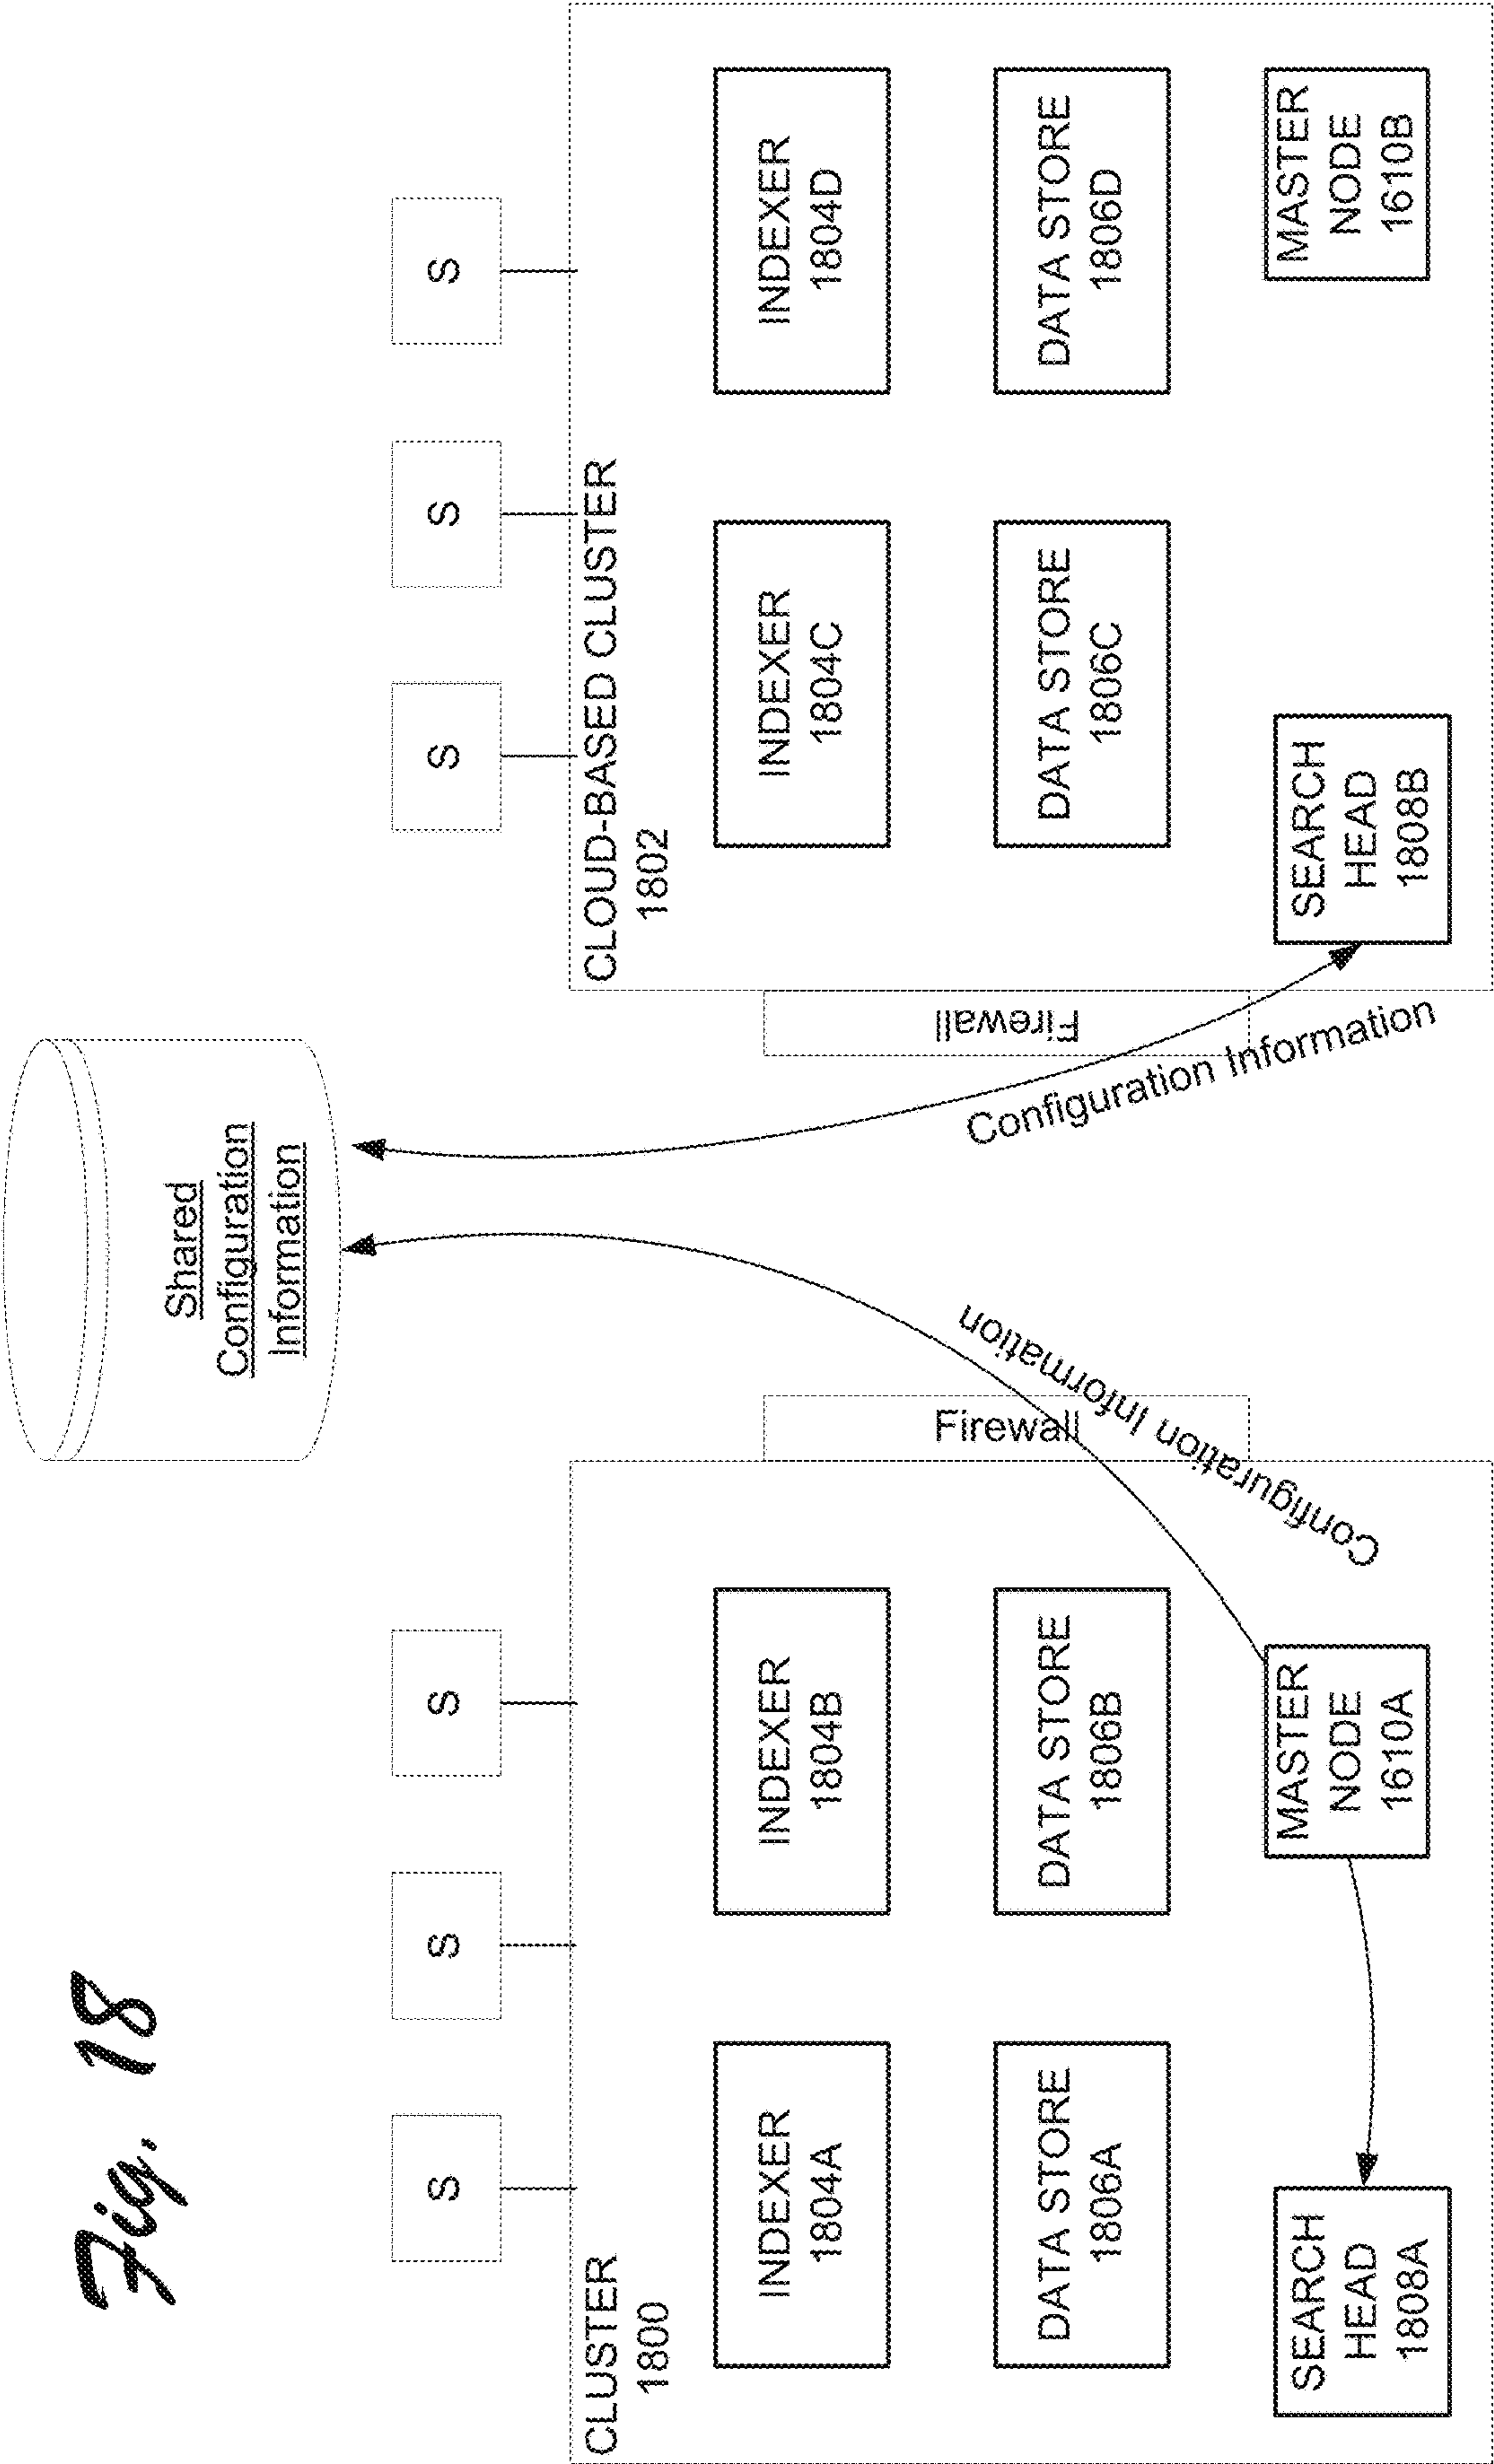 Fig. 18
Shared
Configuration
Information
S
S
S
S
S
S
CLUSTER
1800
INDEXER
1804A
INDEXER
1804B
DATA STORE
1806A
DATA STORE
1806B
SEARCH
HEAD
1808A
MASTER
NODE
1610A
Firewall
Configuration Information
Firewall
Configuration Information
CLOUD-BASED CLUSTER
1802
INDEXER
1804C
INDEXER
1804D
DATA STORE
1806C
DATA STORE
1806D
SEARCH
HEAD
1808B
MASTER
NODE
1610B